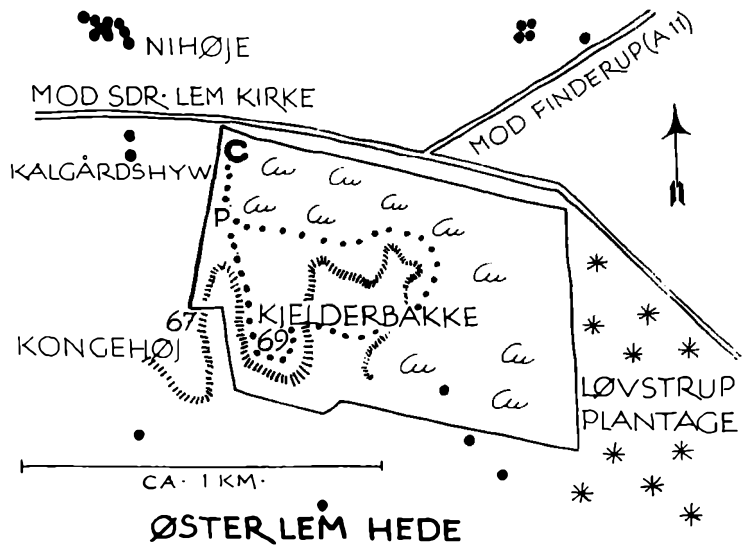 NIHØJE
MOD SDR. LEM KIRKE
MOD FINDERUP (A 11)
KALGÅRDSHYW
C
P
n
KJELDERBAKKE
67
69
KONGEHØJ
LØVSTRUP
PLANTAGE
CA. 1 KM.
ØSTER LEM HEDE